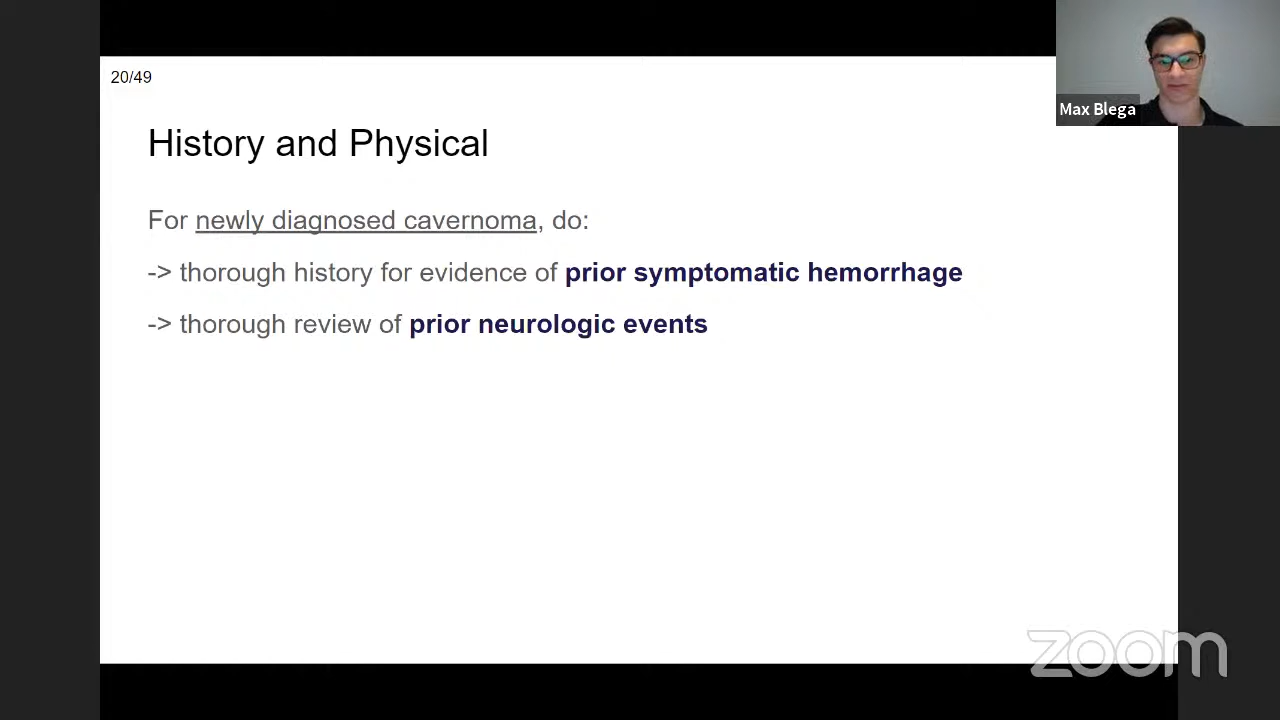 20/49
Max Blega
History and Physical
For newly diagnosed cavernoma, do:
-> thorough history for evidence of prior symptomatic hemorrhage
-> thorough review of prior neurologic events
zoom